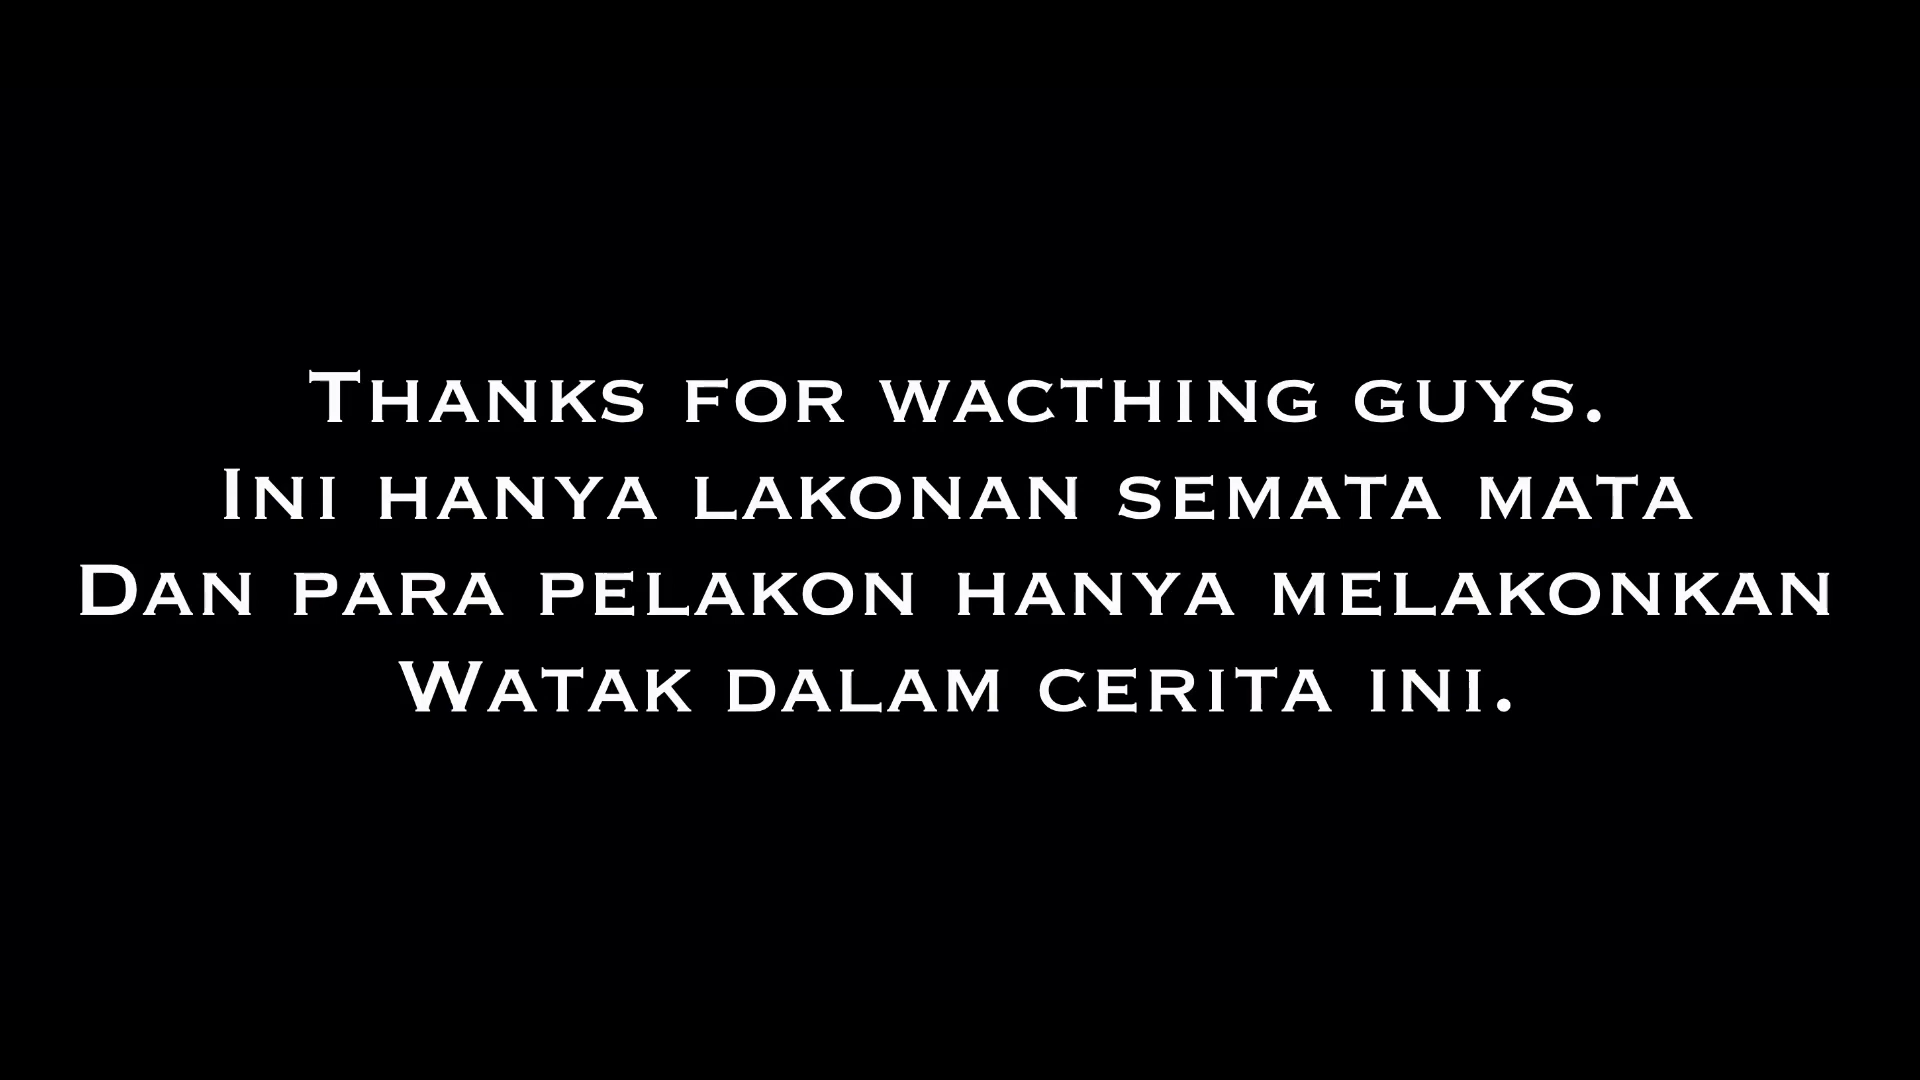 Thanks for wacthing guys.
Ini hanya lakonan semata mata
Dan para pelakon hanya melakonkan
Watak dalam cerita ini.